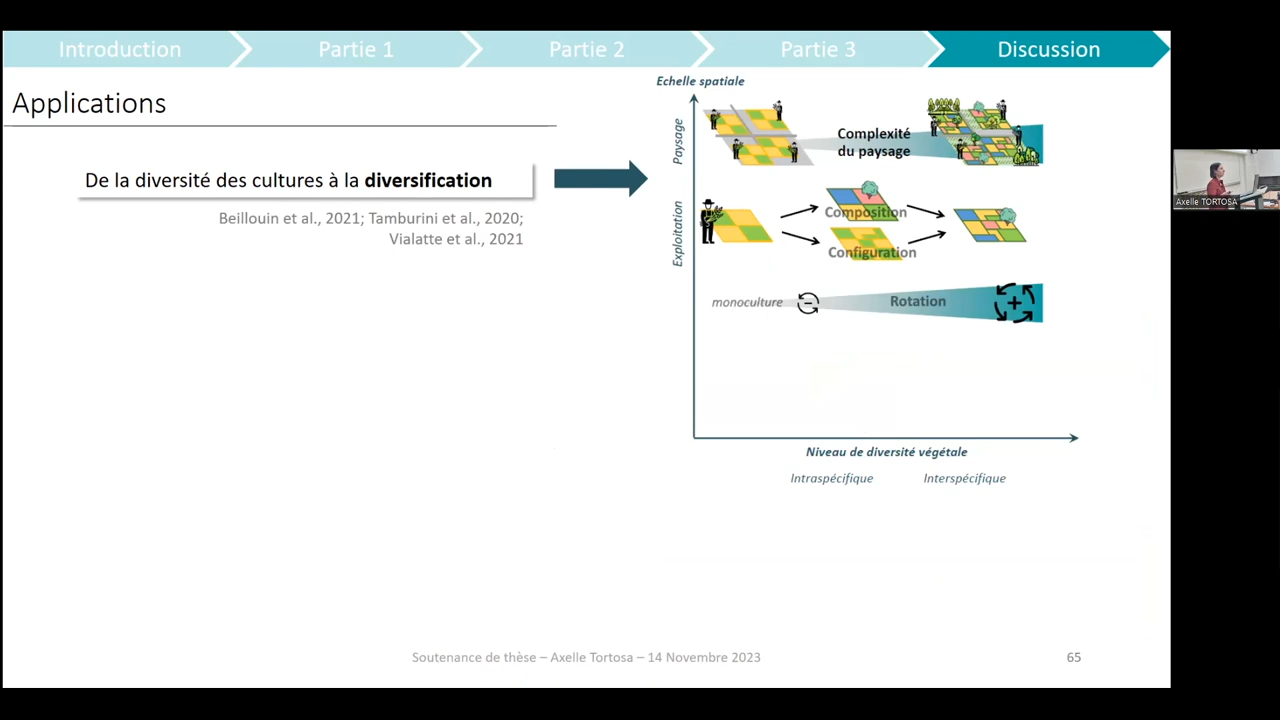 Introduction
Partie 1
Partie 2
Partie 3
Discussion
Applications
De la diversité des cultures à la diversification
Beillouin et al., 2021; Tamburini et al., 2020;
Vialatte et al., 2021
Echelle spatiale
Paysage
Complexité
du paysage
Exploitation
Composition
Configuration
monoculture
Rotation
Niveau de diversité végétale
Intraspécifique
Interspécifique
Soutenance de thèse – Axelle Tortosa – 14 Novembre 2023
65
Axelle TORTOSA